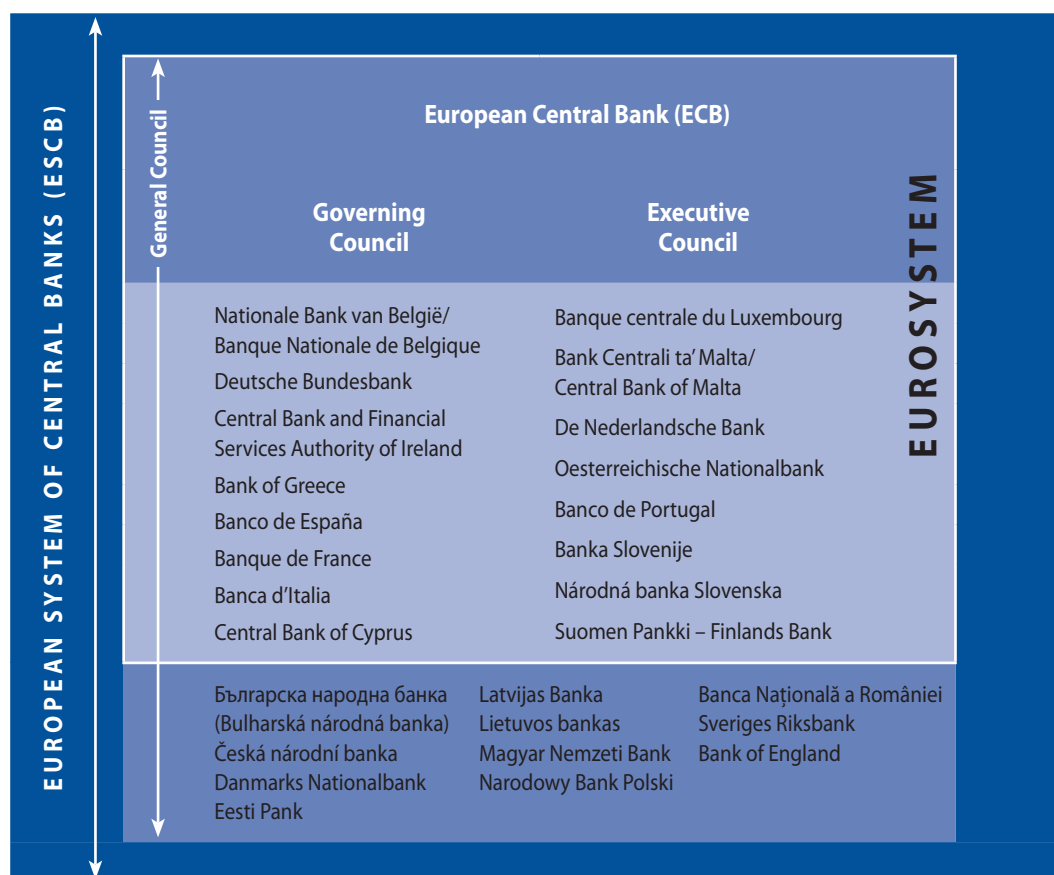 EUROPEAN SYSTEM OF CENTRAL BANKS (ESCB)
General Council
European Central Bank (ECB)
Governing
Council
Executive
Council
EUROSYSTEM
Nationale Bank van België/
Banque Nationale de Belgique
Deutsche Bundesbank
Central Bank and Financial
Services Authority of Ireland
Bank of Greece
Banco de España
Banque de France
Banca d’Italia
Central Bank of Cyprus
Banque centrale du Luxembourg
Bank Centrali ta’ Malta/
Central Bank of Malta
De Nederlandsche Bank
Oesterreichische Nationalbank
Banco de Portugal
Banka Slovenije
Národná banka Slovenska
Suomen Pankki – Finlands Bank
Българска народна банка
(Bulharská národná banka)
Česká národní banka
Danmarks Nationalbank
Eesti Pank
Latvijas Banka
Lietuvos bankas
Magyar Nemzeti Bank
Narodowy Bank Polski
Banca Naţională a României
Sveriges Riksbank
Bank of England